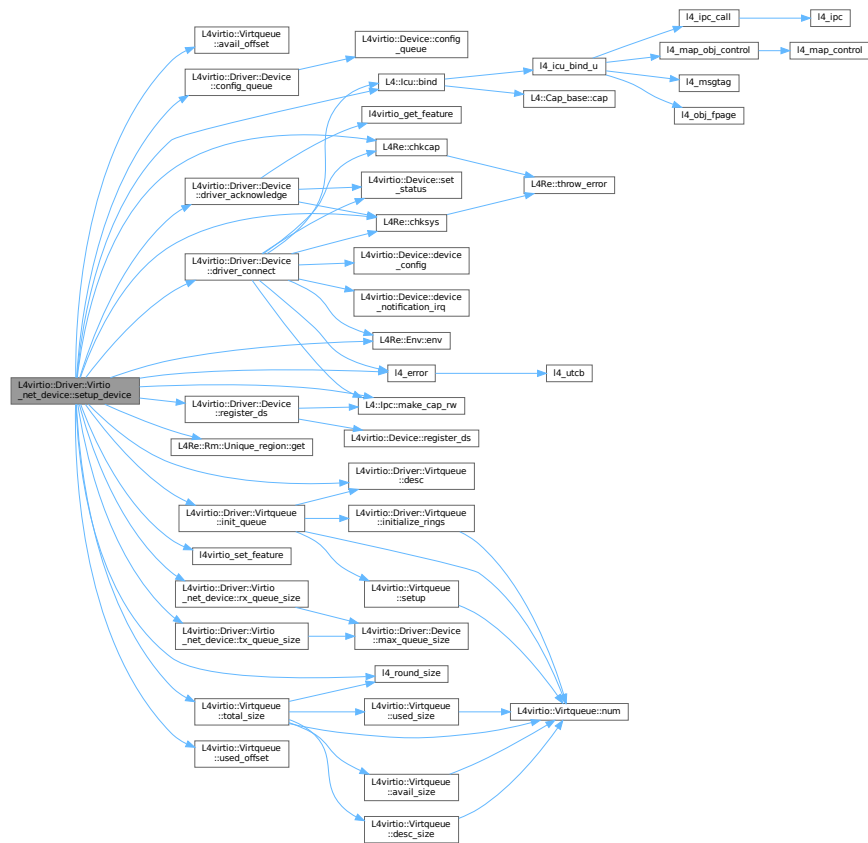 L4virtio::Driver::Virtio
_net_device::setup_device
L4virtio::Virtqueue
::avail_offset
L4virtio::Driver::Device
::config_queue
L4virtio::Device::config
_queue
L4::Icu::bind
l4_icu_bind_u
l4_ipc_call
l4_ipc
l4_map_obj_control
l4_map_control
l4_msgtag
l4_obj_fpage
L4::Cap_base::cap
l4virtio_get_feature
L4Re::chkcap
L4virtio::Driver::Device
::driver_acknowledge
L4virtio::Device::set
_status
L4Re::throw_error
L4Re::chksys
L4virtio::Driver::Device
::driver_connect
L4virtio::Device::device
_config
L4virtio::Device::device
_notification_irq
L4Re::Env::env
l4_error
l4_utcb
L4::Ipc::make_cap_rw
L4virtio::Driver::Device
::register_ds
L4virtio::Device::register_ds
L4Re::Rm::Unique_region::get
L4virtio::Driver::Virtqueue
::desc
L4virtio::Driver::Virtqueue
::init_queue
L4virtio::Driver::Virtqueue
::initialize_rings
l4virtio_set_feature
L4virtio::Virtqueue
::setup
L4virtio::Driver::Virtio
_net_device::rx_queue_size
L4virtio::Driver::Virtio
_net_device::tx_queue_size
L4virtio::Driver::Device
::max_queue_size
l4_round_size
L4virtio::Virtqueue
::total_size
L4virtio::Virtqueue
::used_size
L4virtio::Virtqueue::num
L4virtio::Virtqueue
::used_offset
L4virtio::Virtqueue
::avail_size
L4virtio::Virtqueue
::desc_size